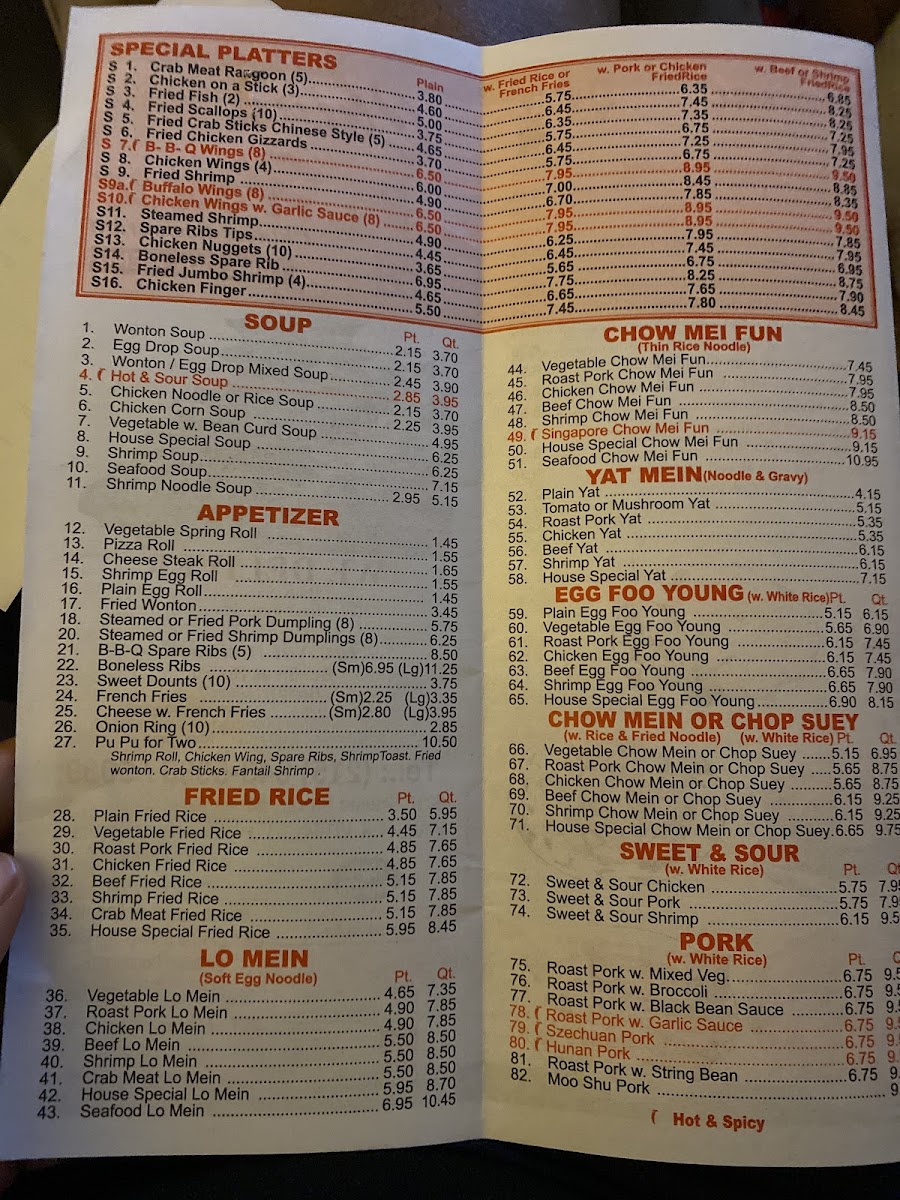 SPECIAL PLATTERS
Plain w. Fried Rice or French Fries w. Pork or Chicken FriedRice w. Beef or Shrimp FriedRice
S 1. Crab Meat Rangoon (5) 3.80 5.75 6.35 6.85
S 2. Chicken on a Stick (3) 4.60 6.45 7.45 8.25
S 3. Fried Fish (2) 5.00 6.35 7.35 8.25
S 4. Fried Scallops (10) 3.75 5.75 6.75 7.25
S 5. Fried Crab Sticks Chinese Style (5) 4.65 6.45 7.25 7.95
S 6. Fried Chicken Gizzards 3.70 5.75 6.75 7.25
S 7. B- B- Q Wings (8) 6.50 7.95 8.95 9.50
S 8. Chicken Wings (4) 6.00 7.00 8.45 8.85
S 9. Fried Shrimp 4.90 6.70 7.85 8.35
S9a. Buffalo Wings (8) 6.50 7.95 8.95 9.50
S10. Chicken Wings w. Garlic Sauce (8) 6.50 7.95 8.95 9.50
S11. Steamed Shrimp 4.90 6.25 7.95 7.85
S12. Spare Ribs Tips 4.45 6.45 7.45 7.95
S13. Chicken Nuggets (10) 3.65 5.65 6.75 6.95
S14. Boneless Spare Rib 6.95 7.75 8.25 8.75
S15. Fried Jumbo Shrimp (4) 4.65 6.65 7.65 7.90
S16. Chicken Finger 5.50 7.45 7.80 8.45
SOUP
Pt. Qt.
1. Wonton Soup 2.15 3.70
2. Egg Drop Soup 2.15 3.70
3. Wonton / Egg Drop Mixed Soup 2.45 3.90
4. Hot & Sour Soup 2.85 3.95
5. Chicken Noodle or Rice Soup 2.15 3.70
6. Chicken Corn Soup 2.25 3.95
7. Vegetable w. Bean Curd Soup 4.95
8. House Special Soup 6.25
9. Shrimp Soup 6.25
10. Seafood Soup 7.15
11. Shrimp Noodle Soup 2.95 5.15
APPETIZER
12. Vegetable Spring Roll 1.45
13. Pizza Roll 1.55
14. Cheese Steak Roll 1.65
15. Shrimp Egg Roll 1.55
16. Plain Egg Roll 1.45
17. Fried Wonton 3.45
18. Steamed or Fried Pork Dumpling (8) 5.75
20. Steamed or Fried Shrimp Dumplings (8) 6.25
21. B-B-Q Spare Ribs (5) 8.50
22. Boneless Ribs (Sm)6.95 (Lg)11.25
23. Sweet Dounts (10) 3.75
24. French Fries (Sm)2.25 (Lg)3.35
25. Cheese w. French Fries (Sm)2.80 (Lg)3.95
26. Onion Ring (10) 2.85
27. Pu Pu for Two 10.50
Shrimp Roll, Chicken Wing, Spare Ribs, ShrimpToast. Fried
wonton. Crab Sticks. Fantail Shrimp .
FRIED RICE
Pt. Qt.
28. Plain Fried Rice 3.50 5.95
29. Vegetable Fried Rice 4.45 7.15
30. Roast Pork Fried Rice 4.85 7.65
31. Chicken Fried Rice 4.85 7.65
32. Beef Fried Rice 5.15 7.85
33. Shrimp Fried Rice 5.15 7.85
34. Crab Meat Fried Rice 5.15 7.85
35. House Special Fried Rice 5.95 8.45
LO MEIN
(Soft Egg Noodle) Pt. Qt.
36. Vegetable Lo Mein 4.65 7.35
37. Roast Pork Lo Mein 4.90 7.85
38. Chicken Lo Mein 4.90 7.85
39. Beef Lo Mein 5.50 8.50
40. Shrimp Lo Mein 5.50 8.50
41. Crab Meat Lo Mein 5.50 8.50
42. House Special Lo Mein 5.95 8.70
43. Seafood Lo Mein 6.95 10.45
CHOW MEI FUN
(Thin Rice Noodle)
44. Vegetable Chow Mei Fun 7.45
45. Roast Pork Chow Mei Fun 7.95
46. Chicken Chow Mei Fun 7.95
47. Beef Chow Mei Fun 8.50
48. Shrimp Chow Mei Fun 8.50
49. Singapore Chow Mei Fun 9.15
50. House Special Chow Mei Fun 9.15
51. Seafood Chow Mei Fun 10.95
YAT MEIN (Noodle & Gravy)
52. Plain Yat 4.15
53. Tomato or Mushroom Yat 5.15
54. Roast Pork Yat 5.35
55. Chicken Yat 5.35
56. Beef Yat 6.15
57. Shrimp Yat 6.15
58. House Special Yat 7.15
EGG FOO YOUNG (w. White Rice) Pt. Qt.
59. Plain Egg Foo Young 5.15 6.15
60. Vegetable Egg Foo Young 5.65 6.90
61. Roast Pork Egg Foo Young 6.15 7.45
62. Chicken Egg Foo Young 6.15 7.45
63. Beef Egg Foo Young 6.65 7.90
64. Shrimp Egg Foo Young 6.65 7.90
65. House Special Egg Foo Young 6.90 8.15
CHOW MEIN OR CHOP SUEY
(w. Rice & Fried Noodle) (w. White Rice) Pt. Qt.
66. Vegetable Chow Mein or Chop Suey 5.15 6.95
67. Roast Pork Chow Mein or Chop Suey 5.65 8.75
68. Chicken Chow Mein or Chop Suey 5.65 8.75
69. Beef Chow Mein or Chop Suey 6.15 9.25
70. Shrimp Chow Mein or Chop Suey 6.15 9.25
71. House Special Chow Mein or Chop Suey 6.65 9.75
SWEET & SOUR
(w. White Rice) Pt.
72. Sweet & Sour Chicken 5.75
73. Sweet & Sour Pork 5.75
74. Sweet & Sour Shrimp 6.15
PORK
(w. White Rice) Pt.
75. Roast Pork w. Mixed Veg. 6.75
76. Roast Pork w. Broccoli 6.75
77. Roast Pork w. Black Bean Sauce 6.75
78. Roast Pork w. Garlic Sauce 6.75
79. Szechuan Pork 6.75
80. Hunan Pork 6.75
81. Roast Pork w. String Bean 6.75
82. Moo Shu Pork
Hot & Spicy